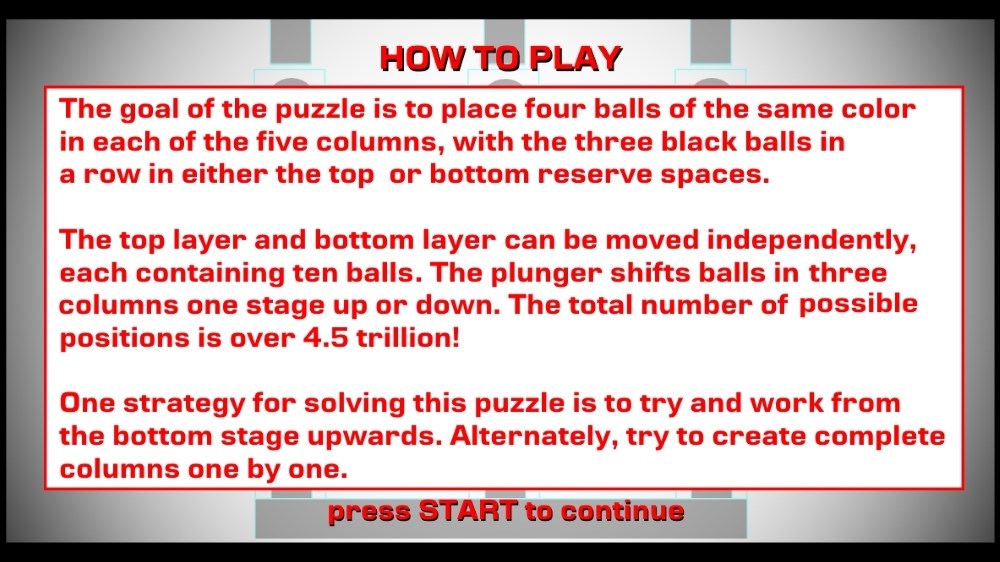 HOW TO PLAY
The goal of the puzzle is to place four balls of the same color
in each of the five columns, with the three black balls in
a row in either the top or bottom reserve spaces.
The top layer and bottom layer can be moved independently,
each containing ten balls. The plunger shifts balls in three
columns one stage up or down. The total number of possible
positions is over 4.5 trillion!
One strategy for solving this puzzle is to try and work from
the bottom stage upwards. Alternately, try to create complete
columns one by one.
press START to continue